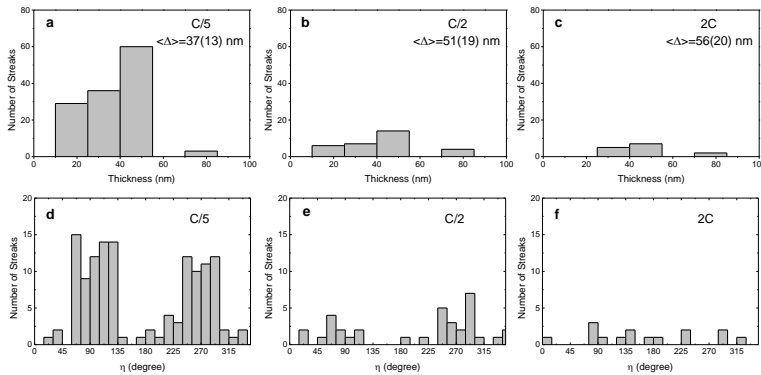 a
C/5
<Δ>=37(13) nm
Number of Streaks
80
60
40
20
0
0 20 40 60 80 100
Thickness (nm)
b
C/2
<Δ>=51(19) nm
Number of Streaks
80
60
40
20
0
0 20 40 60 80 100
Thickness (nm)
c
2C
<Δ>=56(20) nm
Number of Streaks
80
60
40
20
0
0 20 40 60 80 100
Thickness (nm)
d
C/5
Number of Streaks
20
15
10
5
0
0 45 90 135 180 225 270 315
η (degree)
e
C/2
Number of Streaks
20
15
10
5
0
0 45 90 135 180 225 270 315
η (degree)
f
2C
Number of Streaks
20
15
10
5
0
0 45 90 135 180 225 270 315
η (degree)